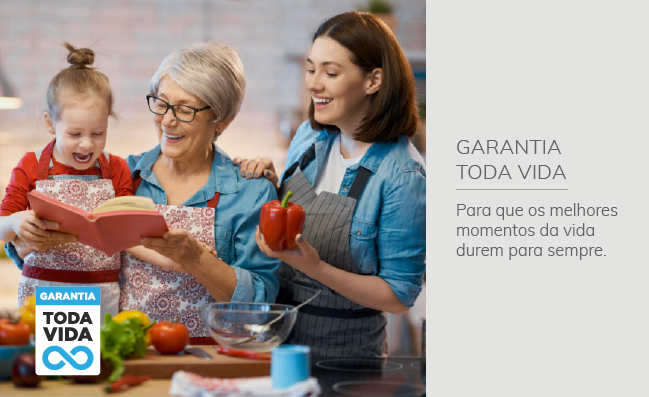 GARANTIA
TODA VIDA
Para que os melhores
momentos da vida
durem para sempre.
GARANTIA
TODA
VIDA